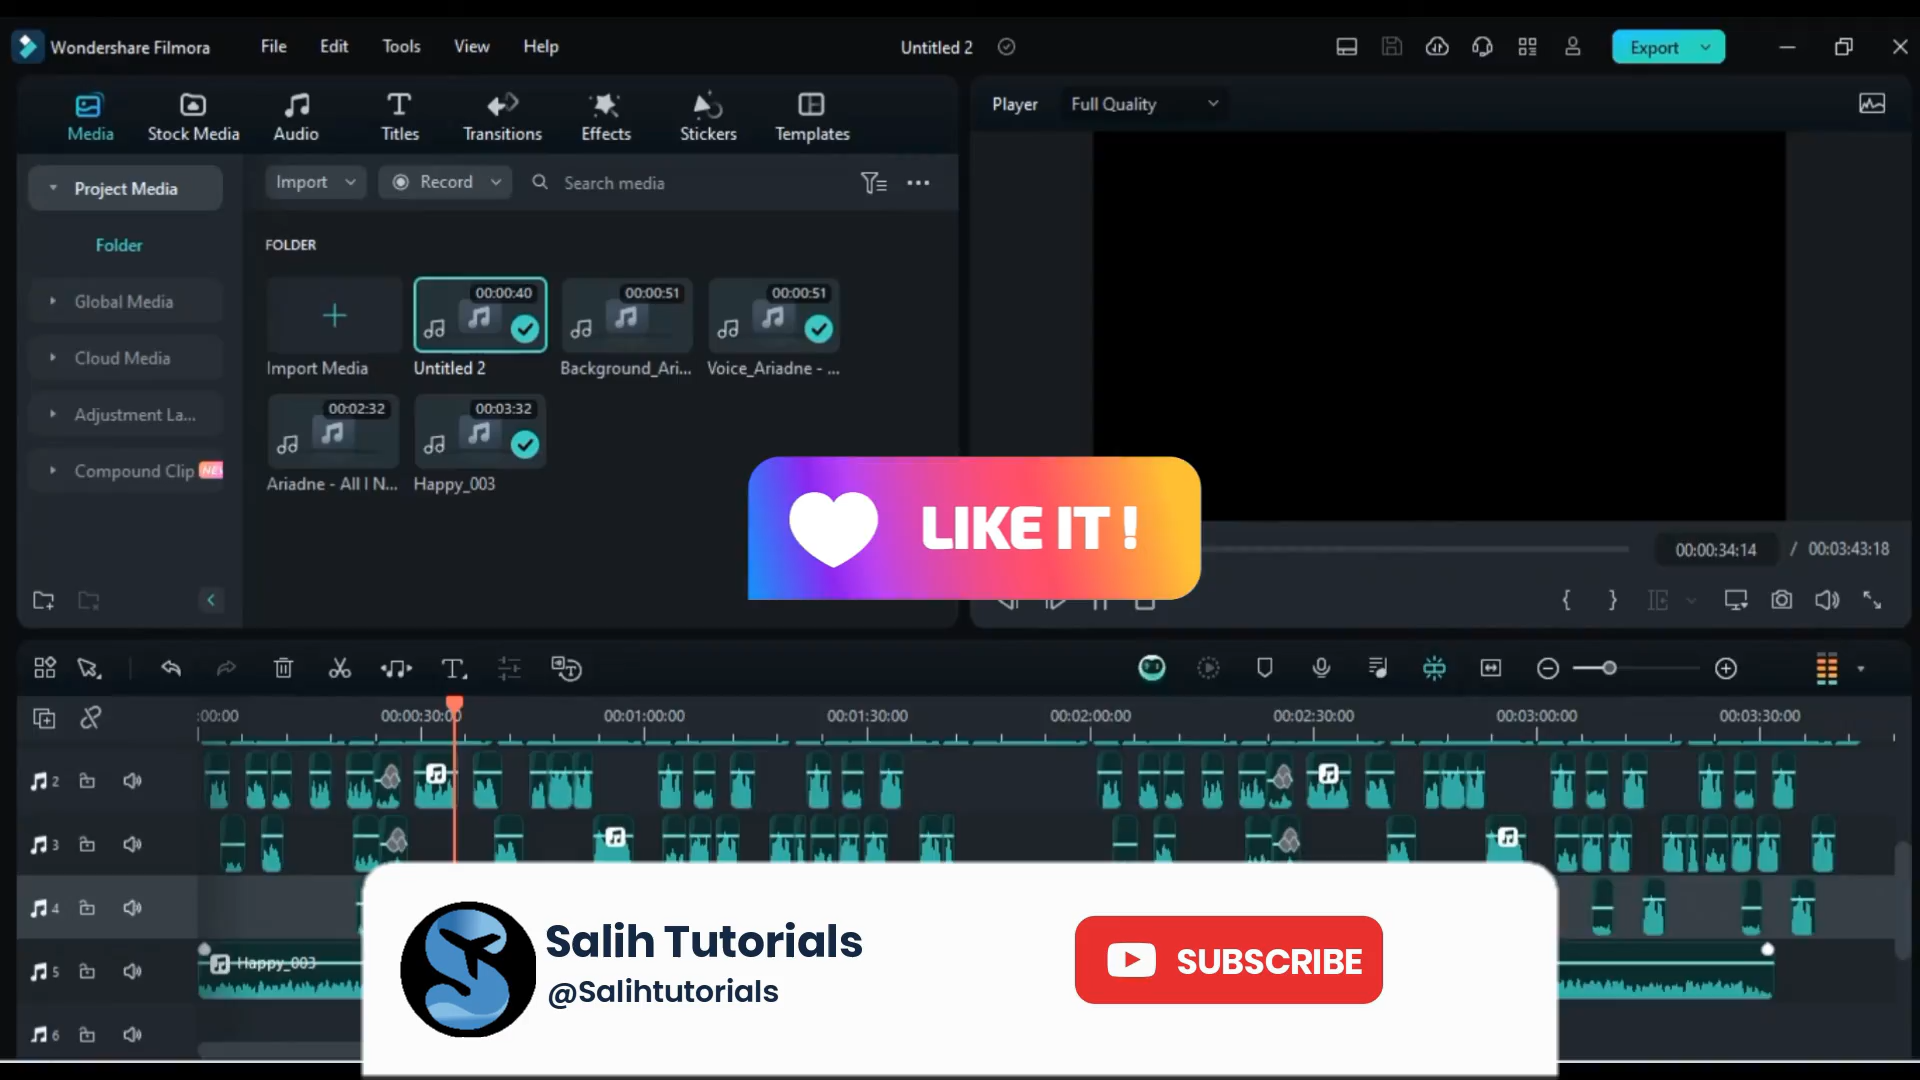 Wondershare Filmora File Edit Tools View Help Untitled 2 Export
Media Stock Media Audio Titles Transitions Effects Stickers Templates
Player Full Quality
Project Media
Import Record Search media
Folder
FOLDER
Global Media
Cloud Media
Adjustment La...
Compound Clip NEW
00:00:40 00:00:51 00:00:51
Import Media Untitled 2 Background_Ari... Voice_Ariadne - ...
00:02:32 00:03:32
Ariadne - All I N... Happy_003
LIKE IT !
00:00:34:14 / 00:03:43:18
:00:00 00:00:30:00 00:01:00:00 00:01:30:00 00:02:00:00 00:02:30:00 00:03:00:00 00:03:30:00
2
3
4
5 Happy_003
6
Salih Tutorials
@Salihtutorials
SUBSCRIBE